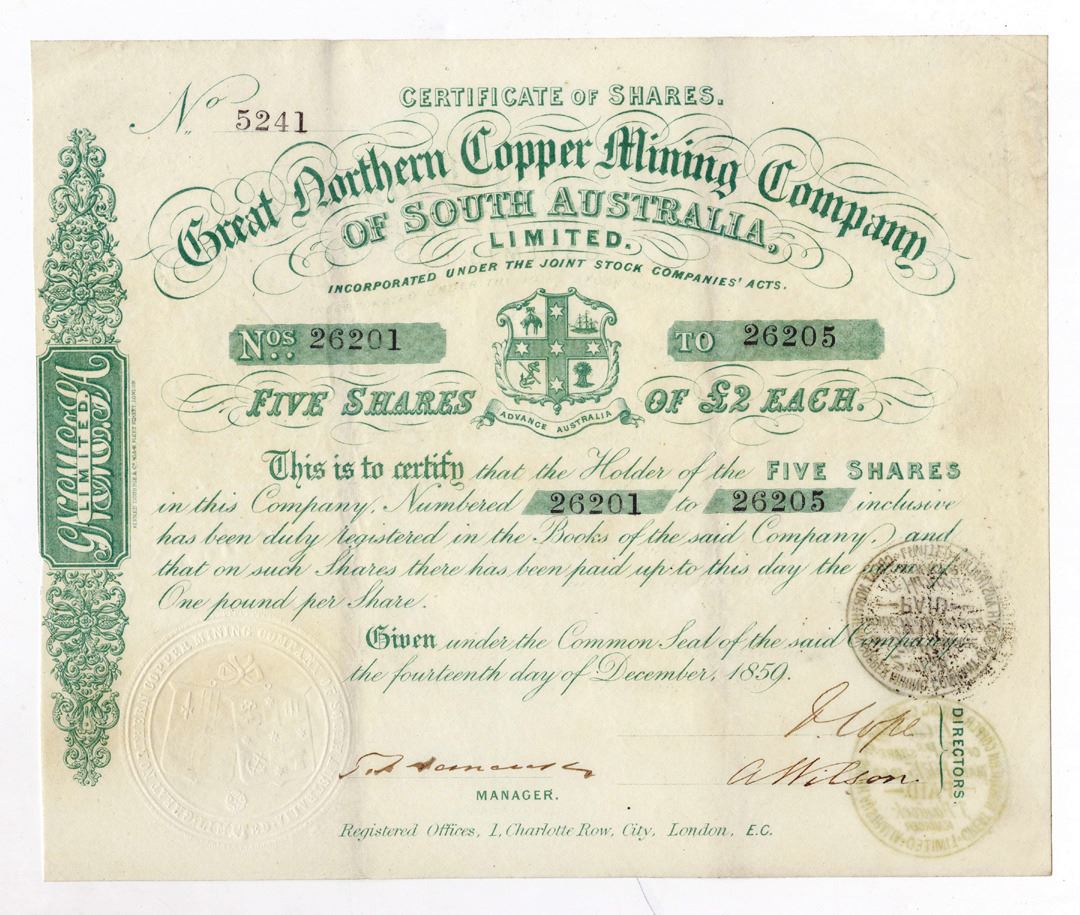 CERTIFICATE OF SHARES.
No 5241
Great Northern Copper Mining Company
OF SOUTH AUSTRALIA,
LIMITED.
INCORPORATED UNDER THE JOINT STOCK COMPANIES' ACTS.
Nos. 26201 TO 26205
FIVE SHARES OF £2 EACH.
ADVANCE AUSTRALIA
This is to certify that the Holder of the FIVE SHARES
in this Company, Numbered 26201 to 26205 inclusive
has been duly registered in the Books of the said Company, and
that on such Shares there has been paid up to this day the sum of
One pound per Share.
Given under the Common Seal of the said Company
the fourteenth day of December, 1859.
J Cope
A Wilson
DIRECTORS.
MANAGER.
Registered Offices, 1, Charlotte Row, City, London, E.C.
LIMITED.
PAID